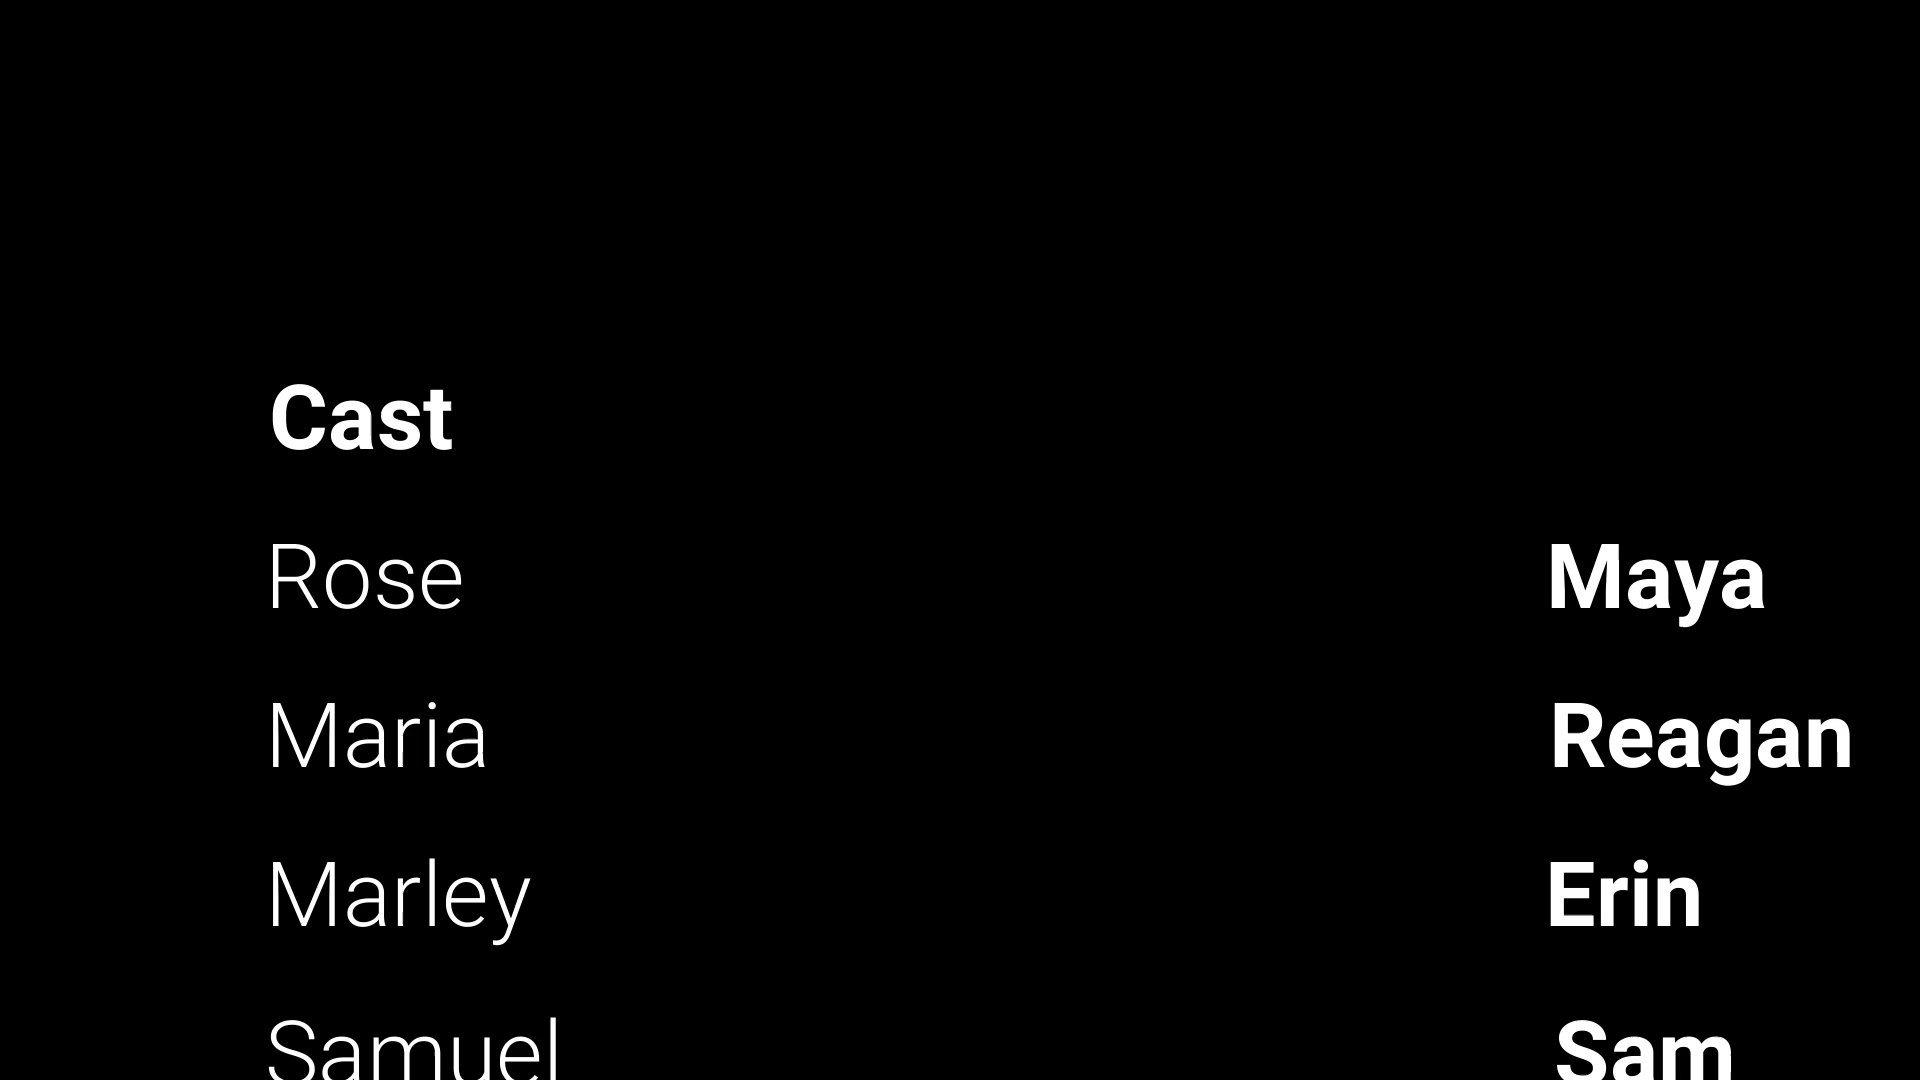 Cast
Rose Maya
Maria Reagan
Marley Erin
Samuel Sam